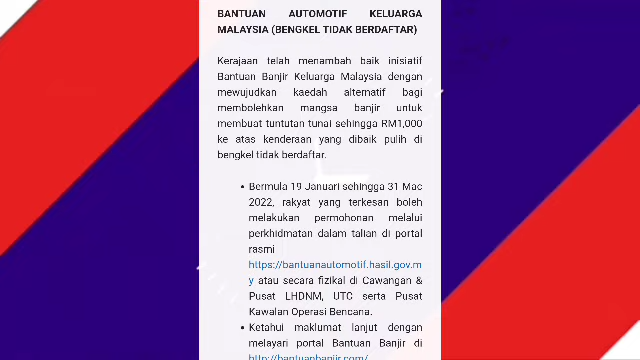 BANTUAN AUTOMOTIF KELUARGA
MALAYSIA (BENGKEL TIDAK BERDAFTAR)
Kerajaan telah menambah baik inisiatif
Bantuan Banjir Keluarga Malaysia dengan
mewujudkan kaedah alternatif bagi
membolehkan mangsa banjir untuk
membuat tuntutan tunai sehingga RM1,000
ke atas kenderaan yang dibaik pulih di
bengkel tidak berdaftar.
• Bermula 19 Januari sehingga 31 Mac
2022, rakyat yang terkesan boleh
melakukan permohonan melalui
perkhidmatan dalam talian di portal
rasmi
https://bantuanautomotif.hasil.gov.m
y atau secara fizikal di Cawangan &
Pusat LHDNM, UTC serta Pusat
Kawalan Operasi Bencana.
• Ketahui maklumat lanjut dengan
melayari portal Bantuan Banjir di
http://bantuanbanjir.com/